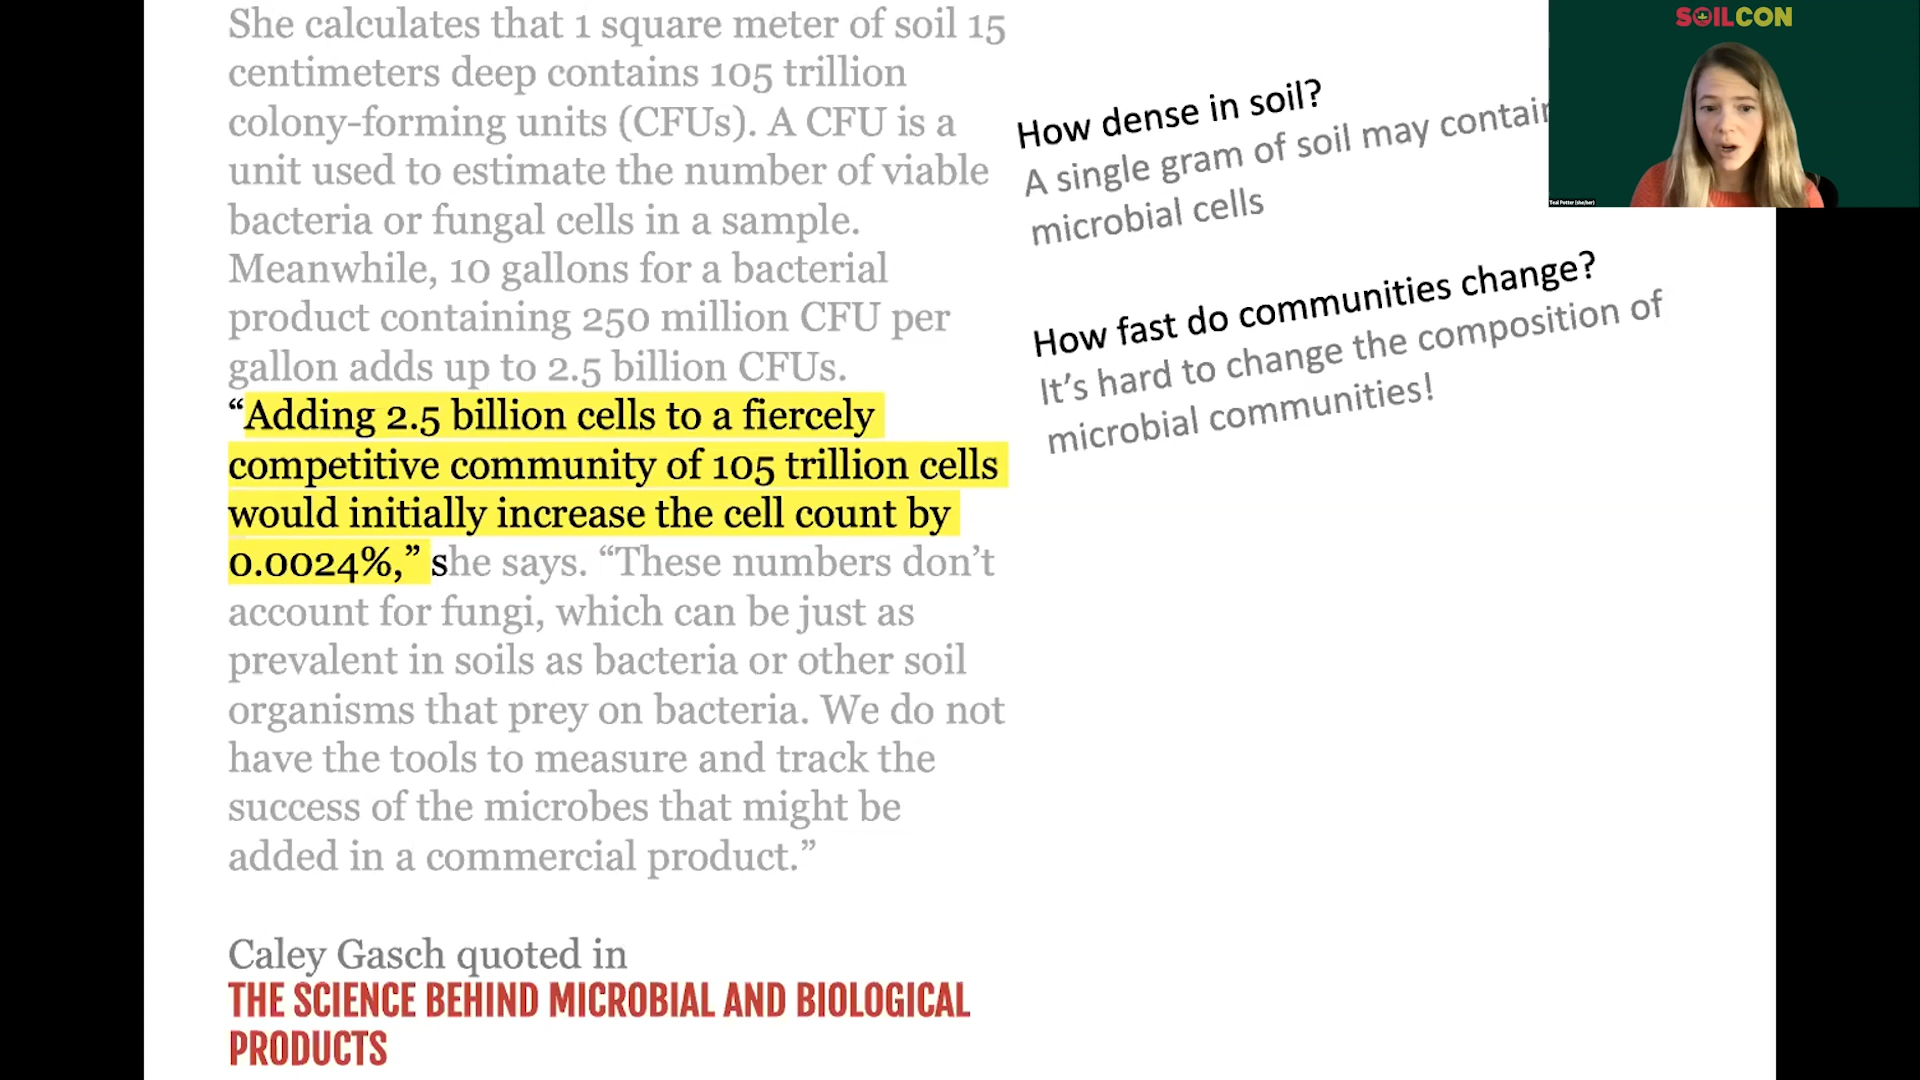 She calculates that 1 square meter of soil 15
centimeters deep contains 105 trillion
colony-forming units (CFUs). A CFU is a
unit used to estimate the number of viable
bacteria or fungal cells in a sample.
Meanwhile, 10 gallons for a bacterial
product containing 250 million CFU per
gallon adds up to 2.5 billion CFUs.
“Adding 2.5 billion cells to a fiercely
competitive community of 105 trillion cells
would initially increase the cell count by
0.0024%,” she says. “These numbers don’t
account for fungi, which can be just as
prevalent in soils as bacteria or other soil
organisms that prey on bacteria. We do not
have the tools to measure and track the
success of the microbes that might be
added in a commercial product.”
Caley Gasch quoted in
THE SCIENCE BEHIND MICROBIAL AND BIOLOGICAL
PRODUCTS
How dense in soil?
A single gram of soil may contain
microbial cells
How fast do communities change?
It’s hard to change the composition of
microbial communities!
SOILCON
Teal Potter (she/her)